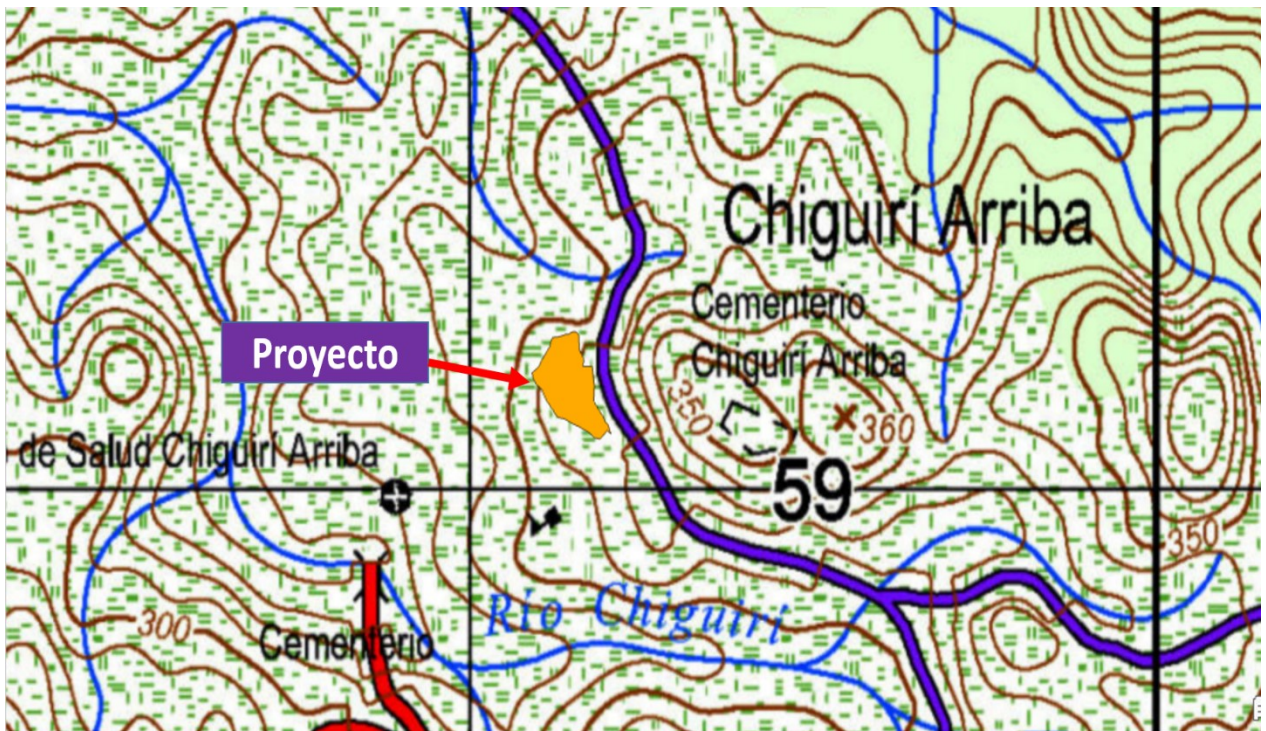 Chiguirí Arriba
Cementerio
Chiguirí Arriba
Proyecto
350
360
de Salud Chiguirí Arriba
59
350
Río Chiguirí
300
Cementerio